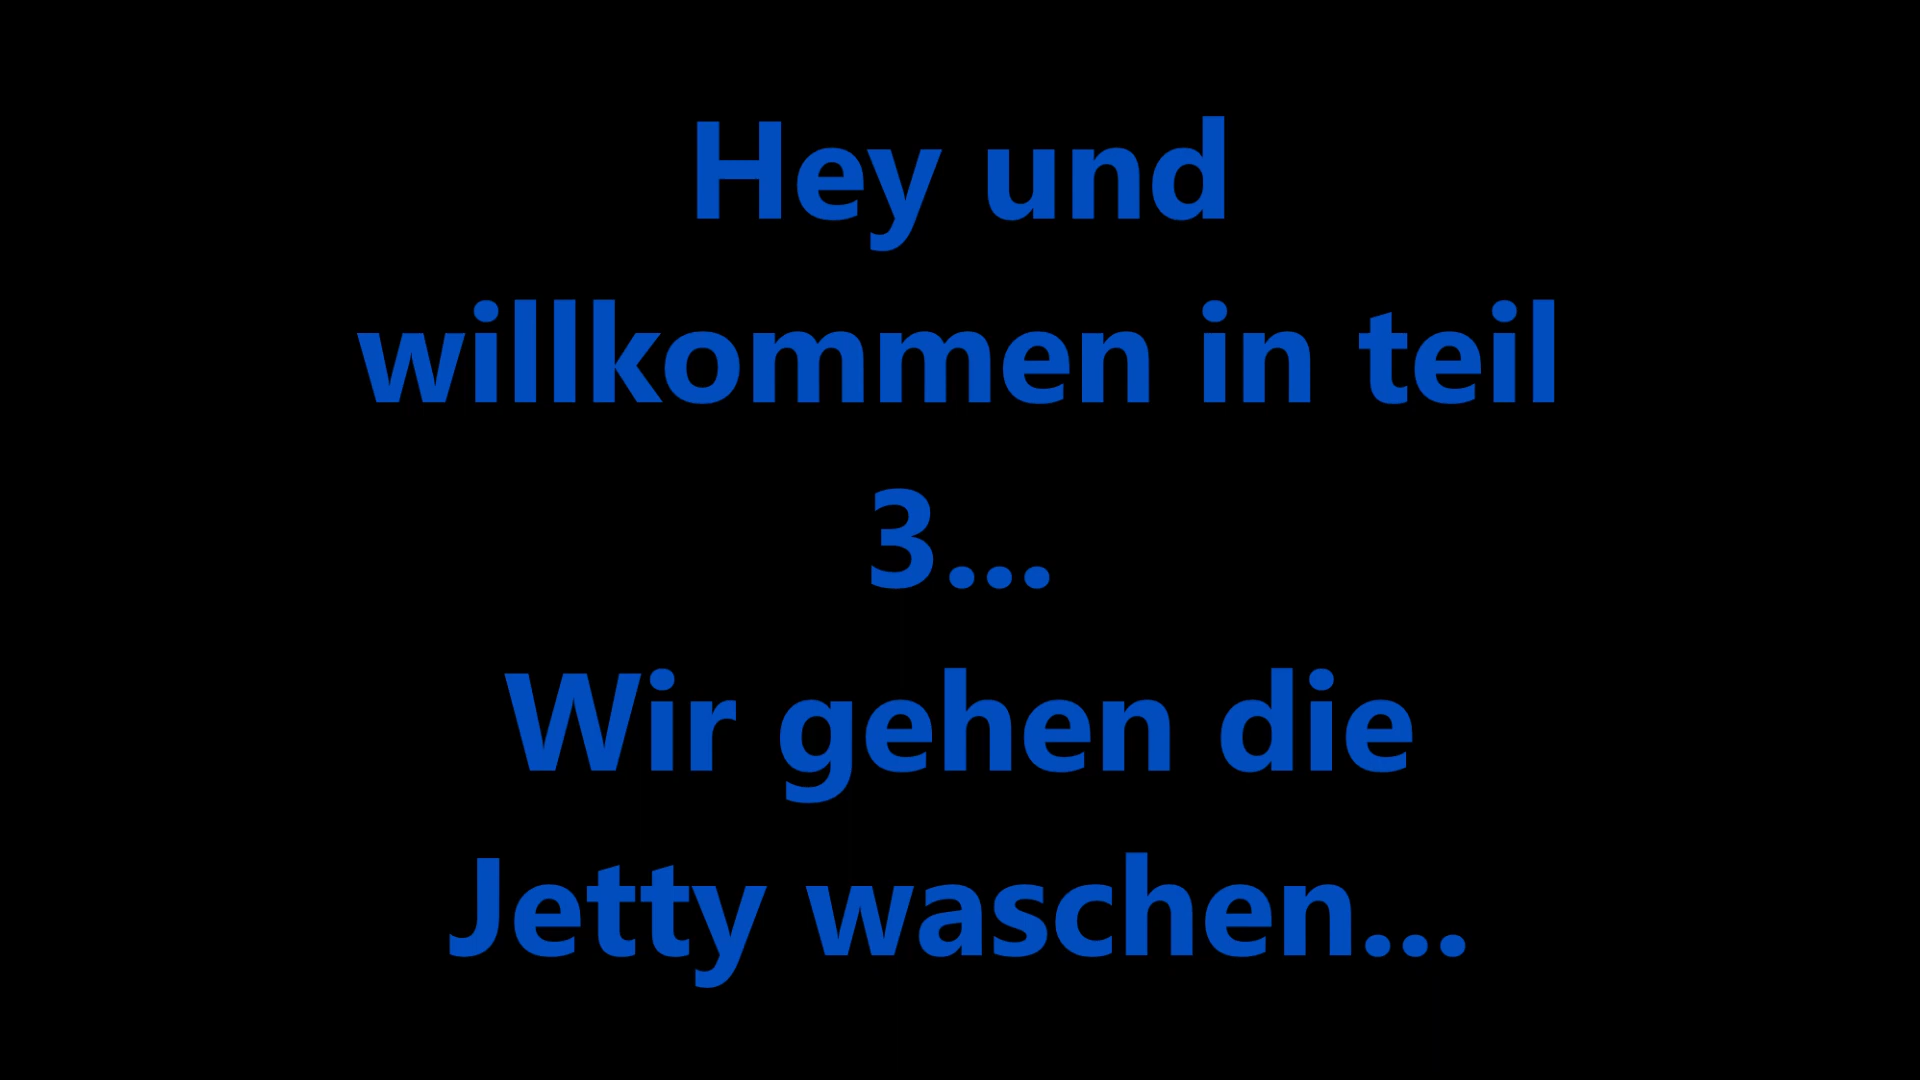 Hey und
willkommen in teil
3...
Wir gehen die
Jetty waschen...